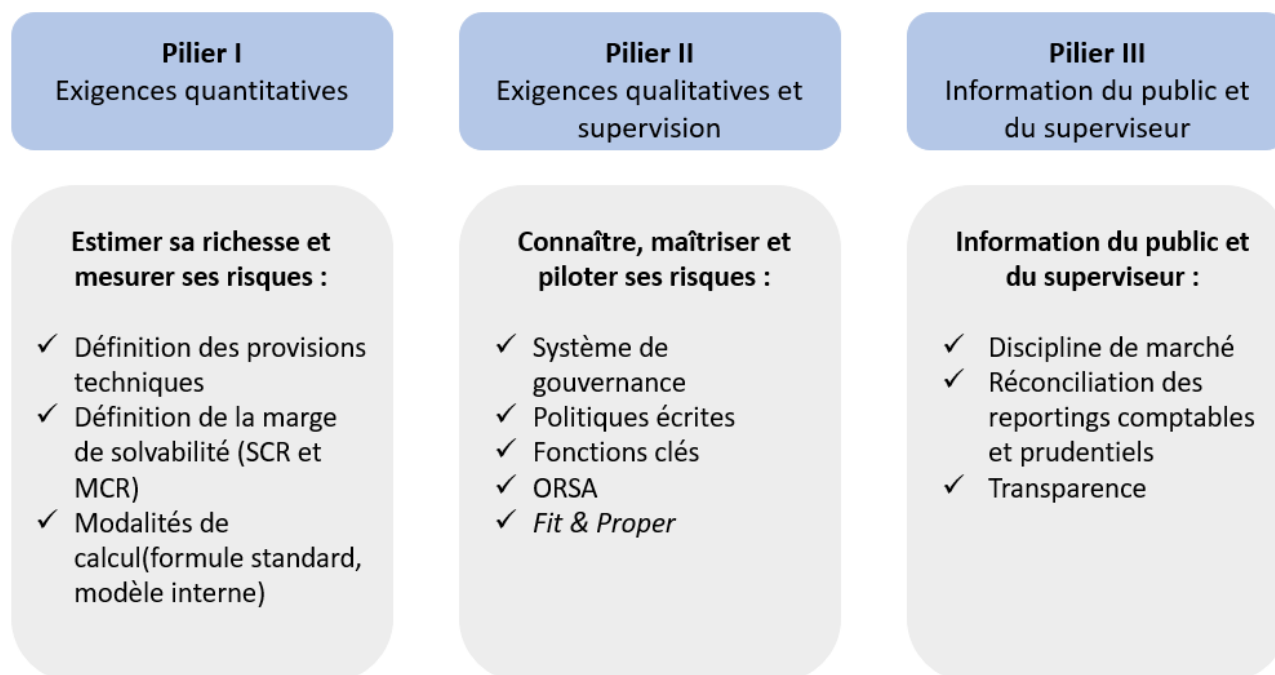 Pilier I
Exigences quantitatives
Pilier II
Exigences qualitatives et
supervision
Pilier III
Information du public et
du superviseur
Estimer sa richesse et
mesurer ses risques :
✓ Définition des provisions
techniques
✓ Définition de la marge
de solvabilité (SCR et
MCR)
✓ Modalités de
calcul(formule standard,
modèle interne)
Connaître, maîtriser et
piloter ses risques :
✓ Système de
gouvernance
✓ Politiques écrites
✓ Fonctions clés
✓ ORSA
✓ Fit & Proper
Information du public et
du superviseur :
✓ Discipline de marché
✓ Réconciliation des
reportings comptables
et prudentiels
✓ Transparence